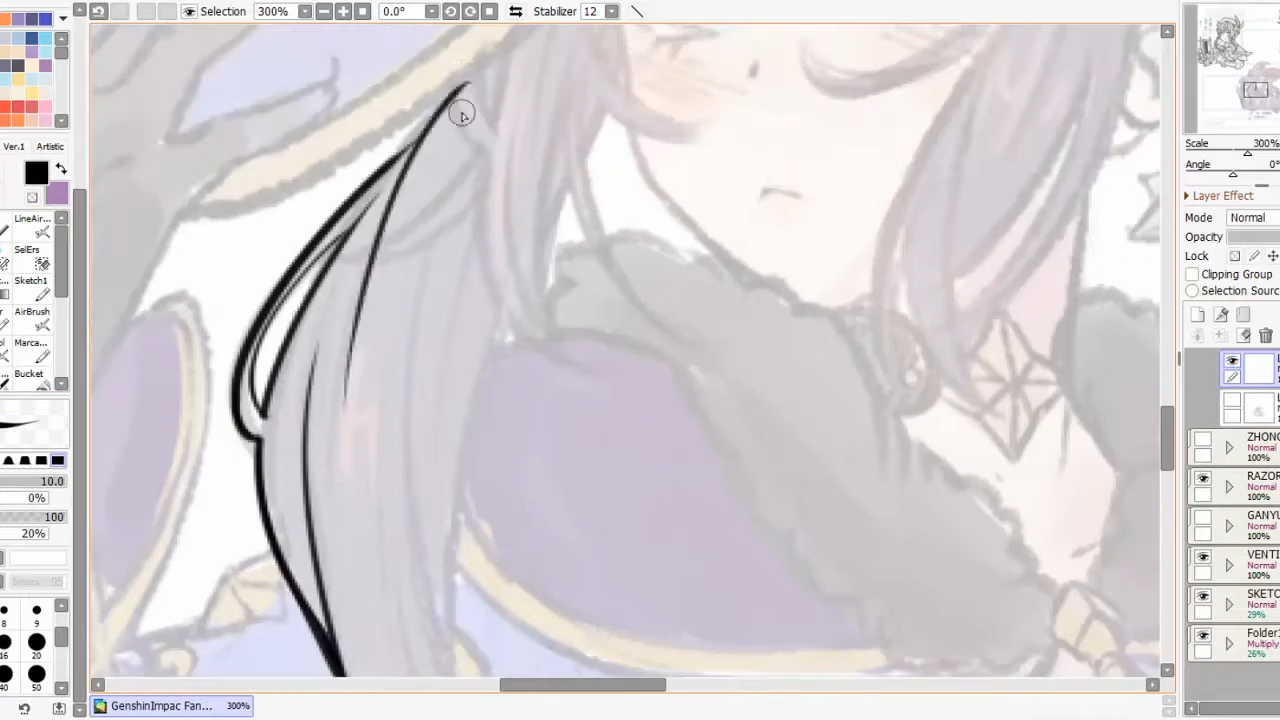 Selection 300% 0.0° Stabilizer 12
Ver.1 Artistic
LineAir...
SelErs
Sketch1
AirBrush
Marca...
Bucket
10.0
0%
100
20%
8 9
16 20
40 50
Scale 300%
Angle 0°
Layer Effect
Mode Normal
Opacity
Lock
Clipping Group
Selection Source
ZHONG
Normal
100%
RAZOR
Normal
100%
GANYU
Normal
100%
VENTI
Normal
100%
SKETC
Normal
29%
Folder1
Multiply
26%
GenshinImpac Fan... 300%